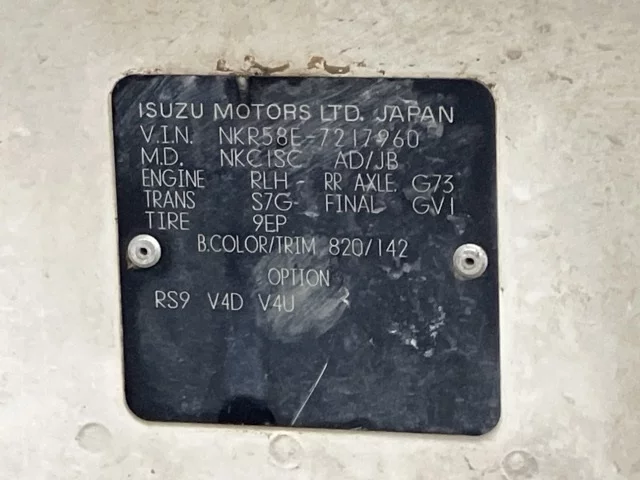 ISUZU MOTORS LTD. JAPAN
V.I.N. NKR58E-7217960
M.D. NKC1SC AD/JB
ENGINE RLH- RR AXLE. G73
TRANS S7G- FINAL GV1
TIRE 9EP
B.COLOR/TRIM 820/142
OPTION
RS9 V4D V4U